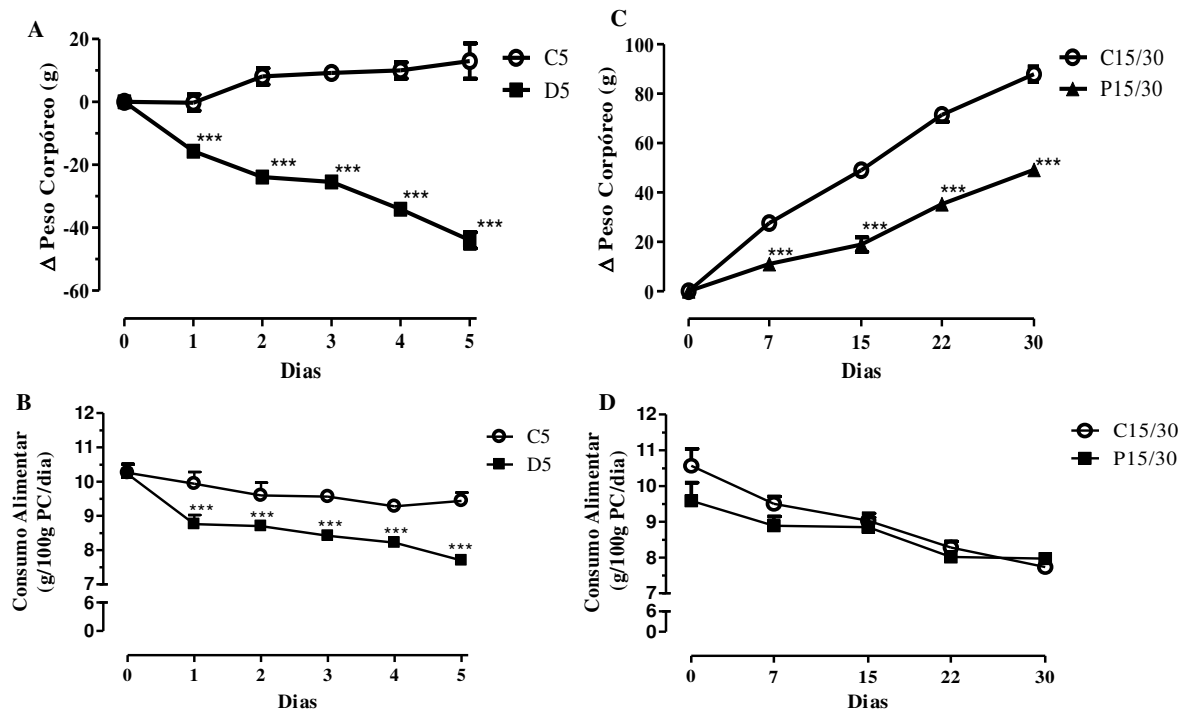 A
Δ Peso Corpóreo (g)
20
0
-20
-40
-60
***
***
***
***
***
C5
D5
0 1 2 3 4 5
Dias
C
Δ Peso Corpóreo (g)
100
80
60
40
20
0
***
***
***
***
C15/30
P15/30
0 7 15 22 30
Dias
B
Consumo Alimentar
(g/100g PC/dia)
12
11
10
9
8
7
6
0
***
***
***
***
***
C5
D5
0 1 2 3 4 5
Dias
D
Consumo Alimentar
(g/100g PC/dia)
12
11
10
9
8
7
6
0
C15/30
P15/30
0 7 15 22 30
Dias